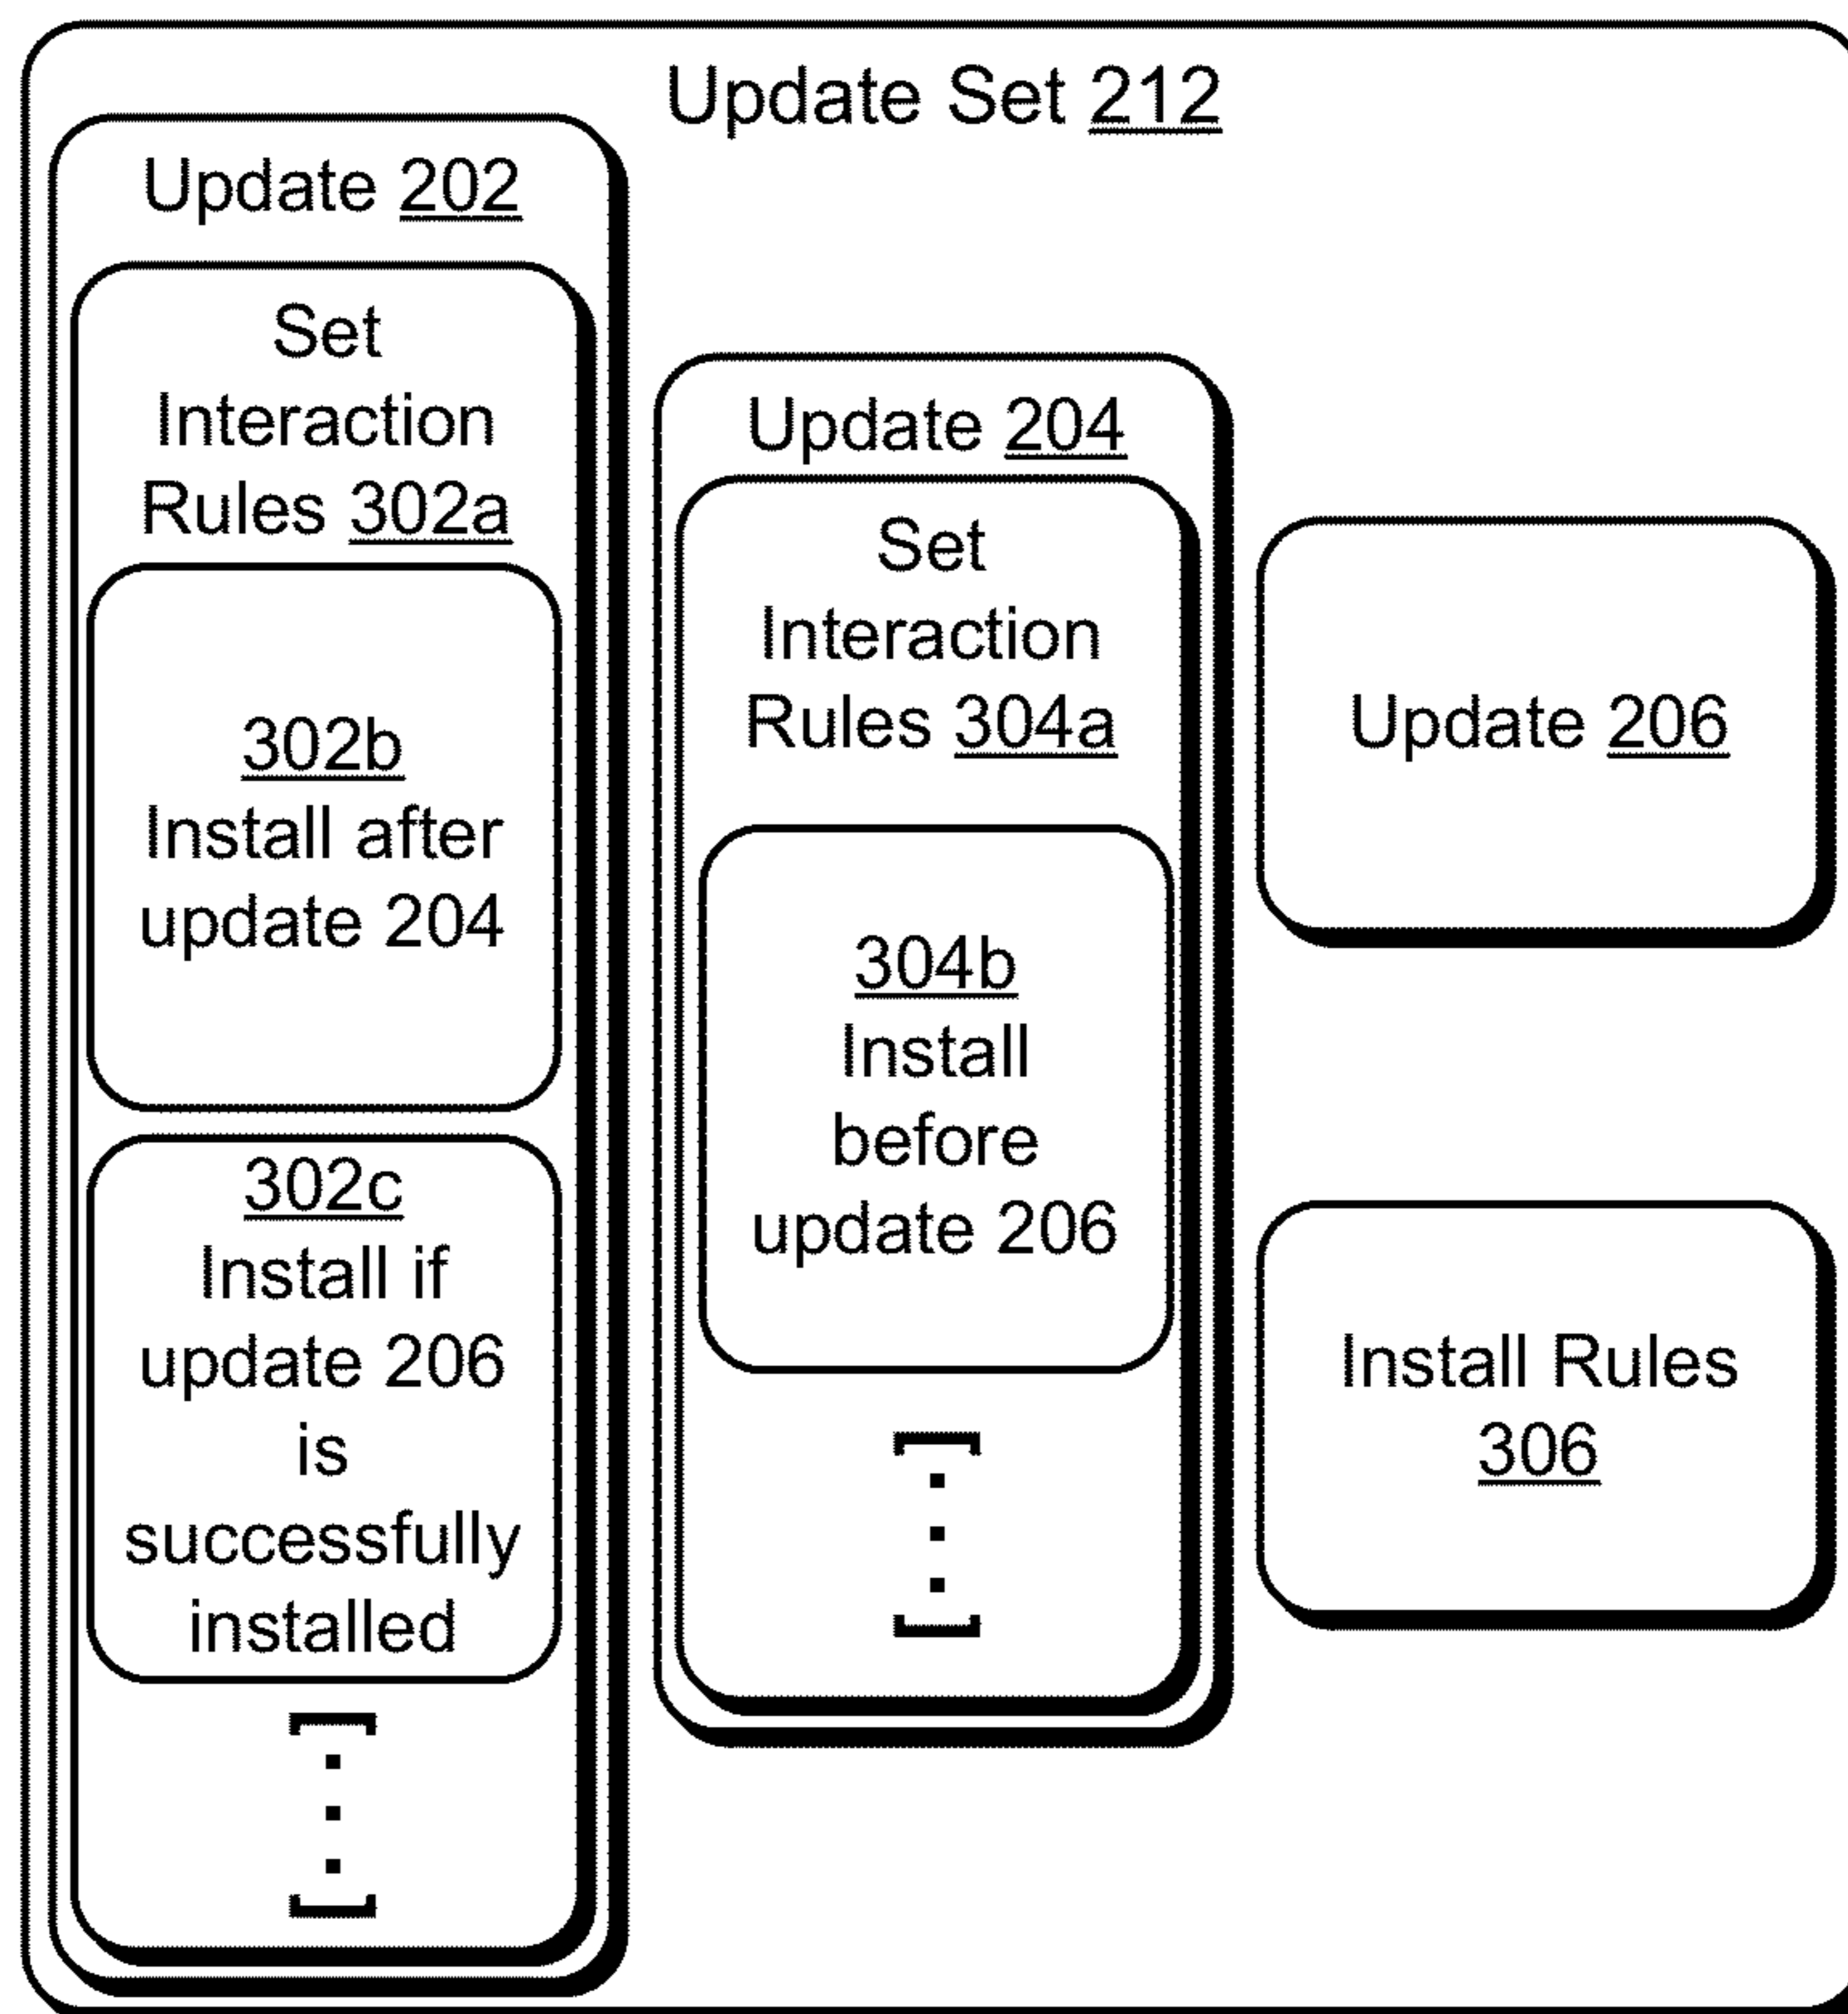 Update Set 212
Update 202
Set
Interaction
Rules 302a
302b
Install after
update 204
302c
Install if
update 206
is
successfully
installed
Update 204
Set
Interaction
Rules 304a
304b
Install
before
update 206
Update 206
Install Rules
306